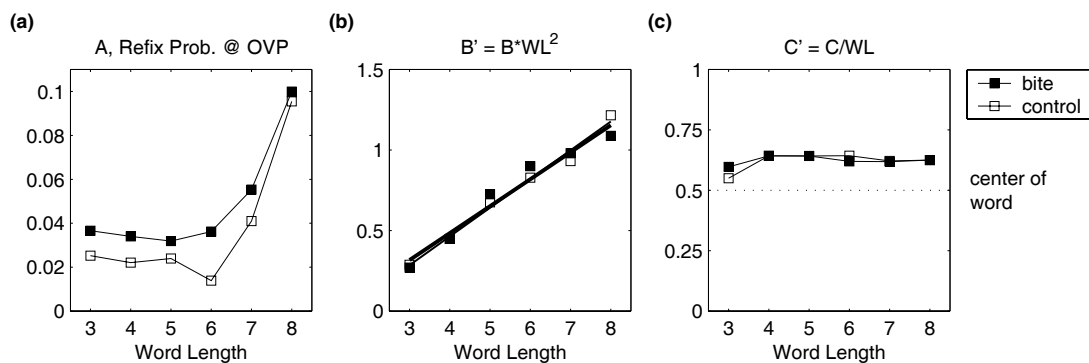 (a)
A, Refix Prob. @ OVP
0.1
0.08
0.06
0.04
0.02
0
3 4 5 6 7 8
Word Length
(b)
B' = B*WL²
1.5
1
0.5
0
3 4 5 6 7 8
Word Length
(c)
C' = C/WL
1
0.75
0.5
0.25
0
3 4 5 6 7 8
Word Length
bite
control
center of
word